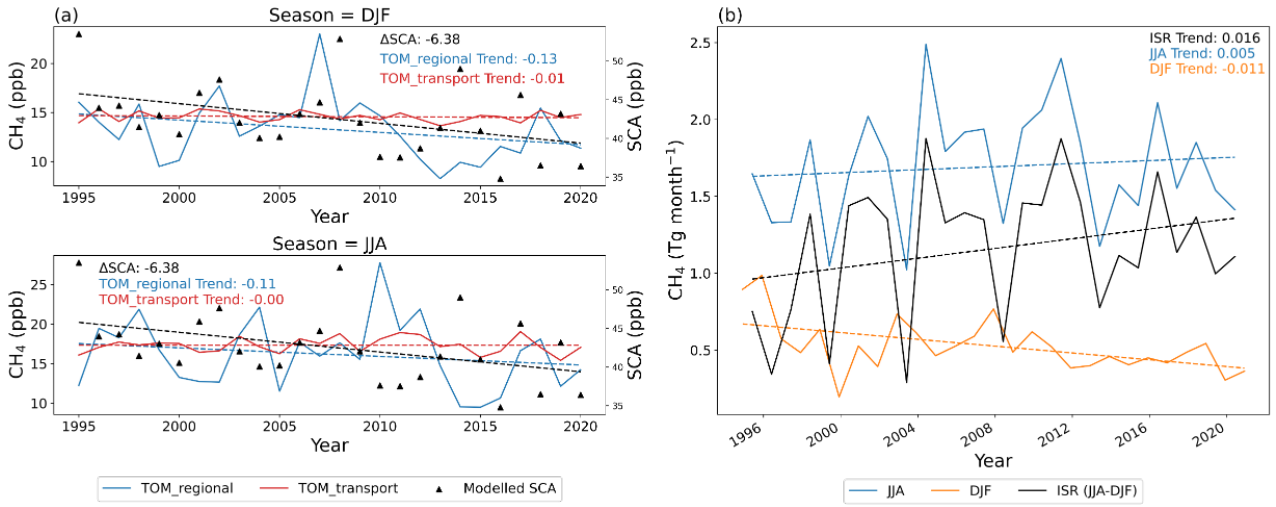 (a)
Season = DJF
ΔSCA: -6.38
TOM_regional Trend: -0.13
TOM_transport Trend: -0.01
CH₄ (ppb)
20
15
10
55
50
45
40
35
SCA (ppb)
1995 2000 2005 2010 2015 2020
Year
Season = JJA
ΔSCA: -6.38
TOM_regional Trend: -0.11
TOM_transport Trend: -0.00
CH₄ (ppb)
25
20
15
10
50
45
40
35
SCA (ppb)
1995 2000 2005 2010 2015 2020
Year
TOM_regional TOM_transport Modelled SCA
(b)
ISR Trend: 0.016
JJA Trend: 0.005
DJF Trend: -0.011
CH₄ (Tg month⁻¹)
2.5
2.0
1.5
1.0
0.5
1996 2000 2004 2008 2012 2016 2020
Year
JJA DJF ISR (JJA-DJF)